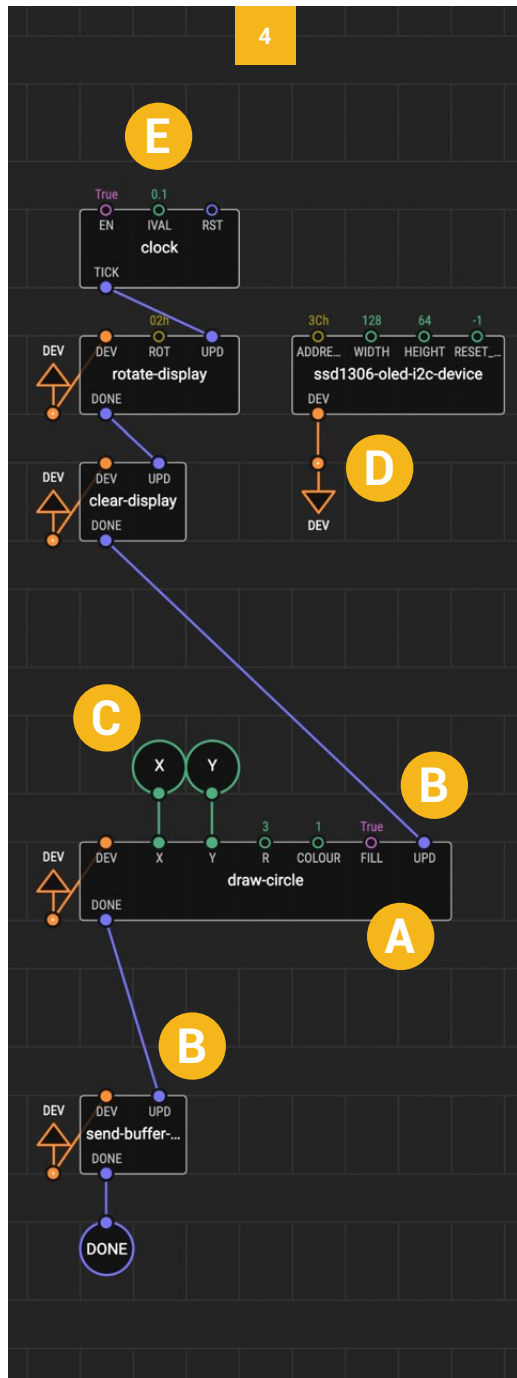 4
E
True 0.1
EN IVAL RST
clock
TICK
02h 3Ch 128 64 -1
DEV DEV ROT UPD ADDRE... WIDTH HEIGHT RESET_...
rotate-display ssd1306-oled-i2c-device
DONE DEV
D
DEV DEV UPD
clear-display DEV
DONE
C
X Y
B
3 1 True
DEV DEV X Y R COLOUR FILL UPD
draw-circle
DONE
A
B
DEV DEV UPD
send-buffer-...
DONE
DONE